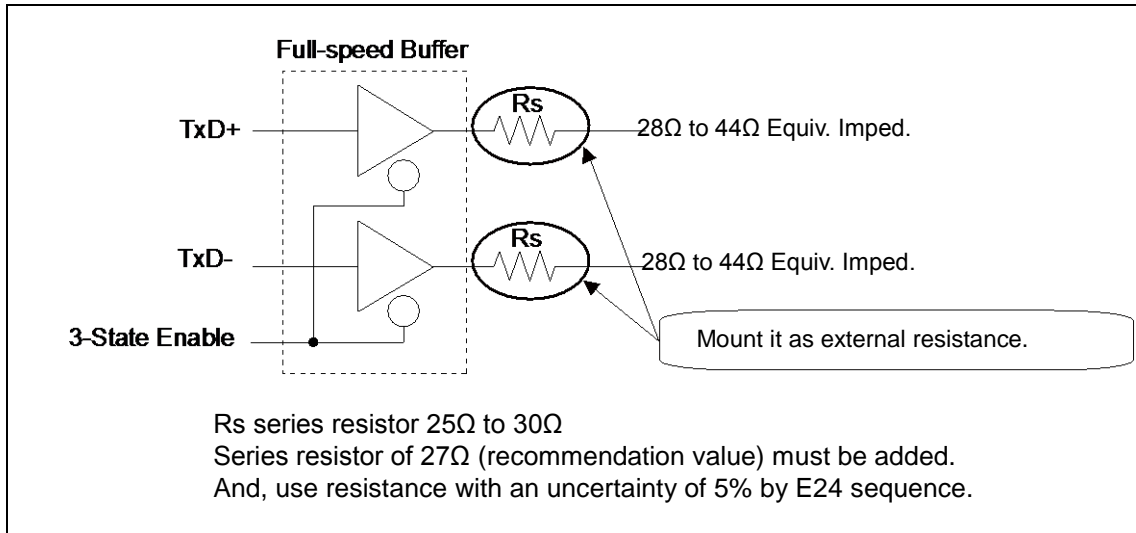 Full-speed Buffer
Rs
TxD+
28Ω to 44Ω Equiv. Imped.
Rs
TxD-
28Ω to 44Ω Equiv. Imped.
3-State Enable
Mount it as external resistance.
Rs series resistor 25Ω to 30Ω
Series resistor of 27Ω (recommendation value) must be added.
And, use resistance with an uncertainty of 5% by E24 sequence.